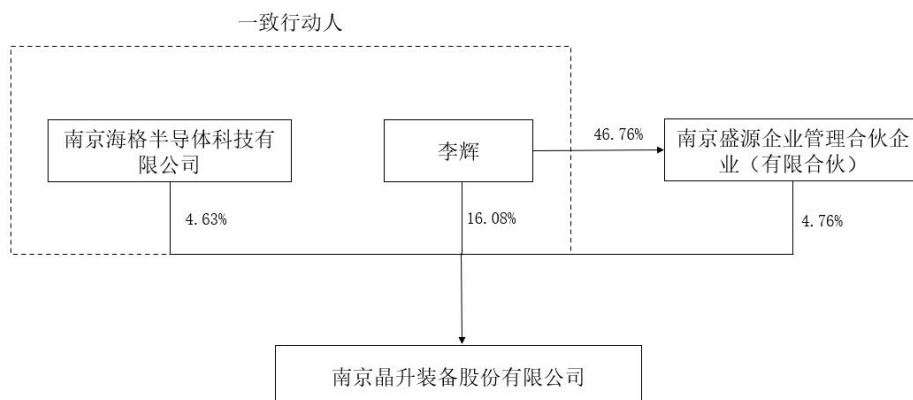 一致行动人
南京海格半导体科技有
限公司
李辉
46.76%
南京盛源企业管理合伙企
业（有限合伙）
4.63%
16.08%
4.76%
南京晶升装备股份有限公司